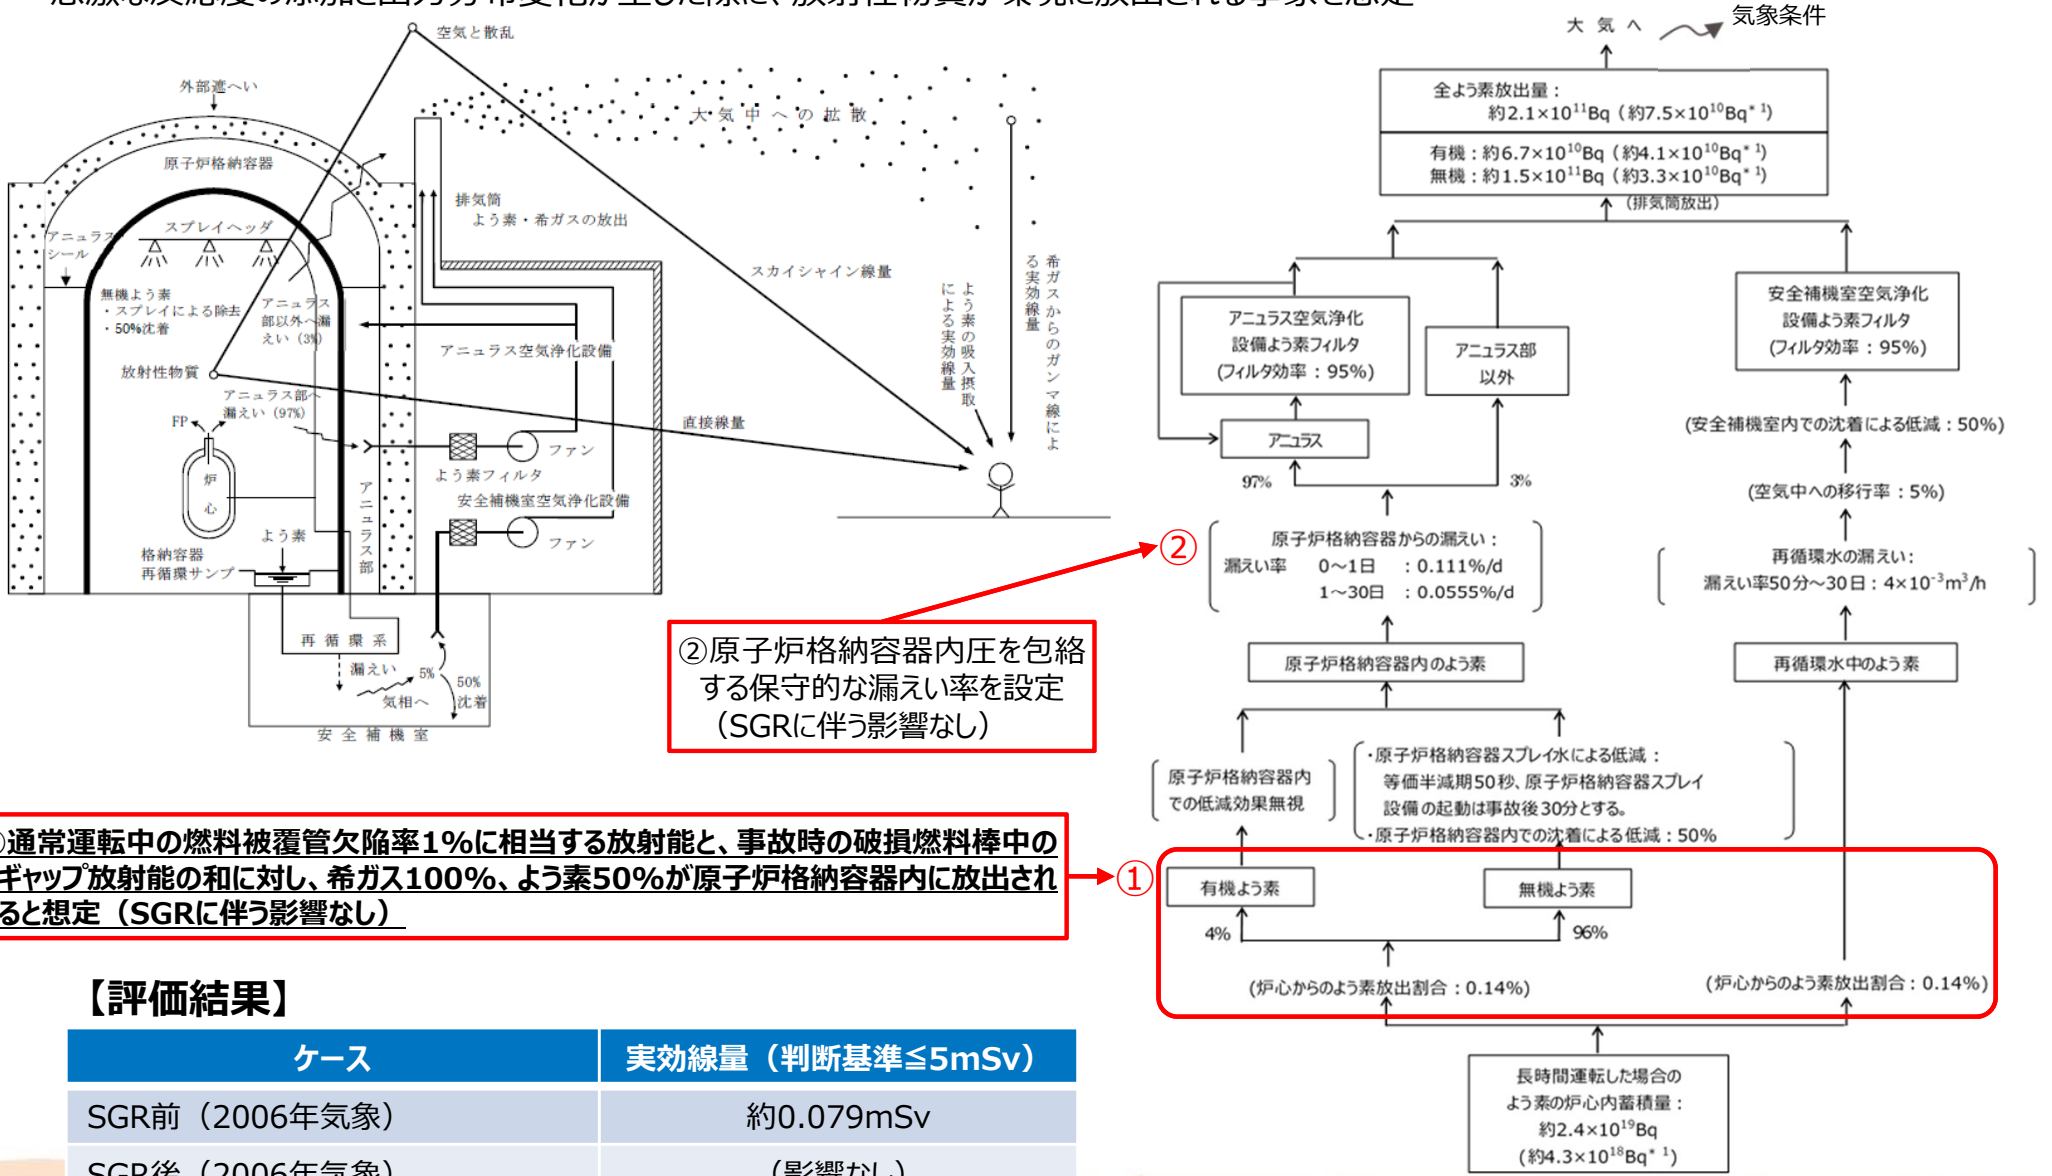 空気と散乱
外部遮へい
原子炉格納容器
大気中への拡散
スプレイヘッダ
アニュラス
シール
排気筒
よう素・希ガスの放出
無機よう素
・スプレイによる除去
・50%沈着
アニュラス
部以外へ漏
えい（3%）
スカイシャイン線量
よう素の吸入摂取
による実効線量
希ガスからのガンマ線によ
る実効線量
アニュラス空気浄化設備
放射性物質
アニュラス部へ
漏えい（97%）
FP
直接線量
ファン
よう素フィルタ
炉心
アニュラス部
安全補機室空気浄化設備
ファン
よう素
格納容器
再循環サンプ
再循環系
漏えい
5%
50%
沈着
気相へ
安全補機室
②原子炉格納容器内圧を包絡
する保守的な漏えい率を設定
（SGRに伴う影響なし）
通常運転中の燃料被覆管欠陥率1%に相当する放射能と、事故時の破損燃料棒中の
ギャップ放射能の和に対し、希ガス100%、よう素50%が原子炉格納容器内に放出され
ると想定（SGRに伴う影響なし）
【評価結果】
ケース 実効線量（判断基準≦5mSv）
SGR前（2006年気象） 約0.079mSv
SGR後（2006年気象） （影響なし）
大気へ
気象条件
全よう素放出量：
約2.1×10¹¹Bq（約7.5×10¹⁰Bq*¹）
有機：約6.7×10¹⁰Bq（約4.1×10¹⁰Bq*¹）
無機：約1.5×10¹¹Bq（約3.3×10¹⁰Bq*¹）
（排気筒放出）
アニュラス空気浄化
設備よう素フィルタ
(フィルタ効率：95%)
アニュラス部
以外
安全補機室空気浄化
設備よう素フィルタ
(フィルタ効率：95%)
アニュラス
(安全補機室内での沈着による低減：50%)
97%
3%
(空気中への移行率：5%)
②
原子炉格納容器からの漏えい：
漏えい率 0～1日 ：0.111%/d
1～30日 ：0.0555%/d
再循環水の漏えい：
漏えい率50分～30日：4×10⁻³m³/h
原子炉格納容器内のよう素
再循環水中のよう素
原子炉格納容器内
での低減効果無視
・原子炉格納容器スプレイ水による低減：
等価半減期50秒、原子炉格納容器スプレイ
設備の起動は事故後30分とする。
・原子炉格納容器内での沈着による低減：50%
①
有機よう素
無機よう素
4%
96%
(炉心からのよう素放出割合：0.14%)
(炉心からのよう素放出割合：0.14%)
長時間運転した場合の
よう素の炉心内蓄積量：
約2.4×10¹⁹Bq
(約4.3×10¹⁸Bq*¹)